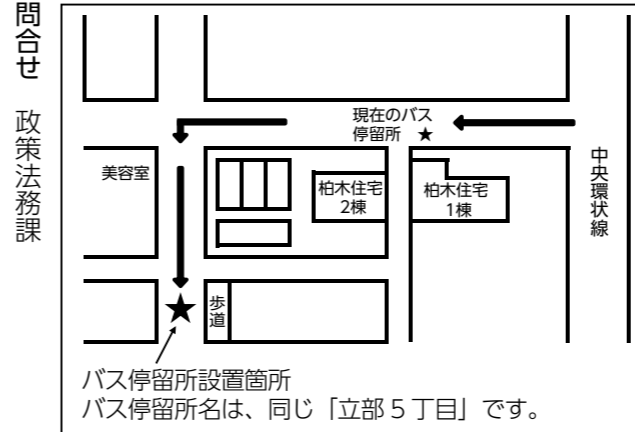 問合せ　政策法務課
現在のバス
停留所 ★
美容室
柏木住宅
2棟
柏木住宅
1棟
中央環状線
★
歩道
バス停留所設置箇所
バス停留所名は、同じ「立部５丁目」です。